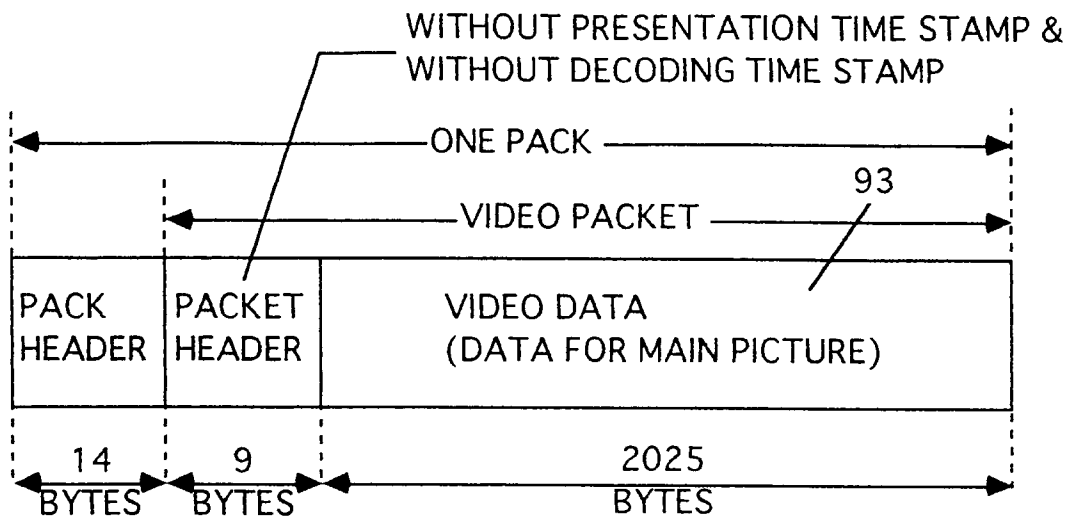 WITHOUT PRESENTATION TIME STAMP &
WITHOUT DECODING TIME STAMP
ONE PACK
93
VIDEO PACKET
PACK
HEADER
PACKET
HEADER
VIDEO DATA
(DATA FOR MAIN PICTURE)
14
BYTES
9
BYTES
2025
BYTES